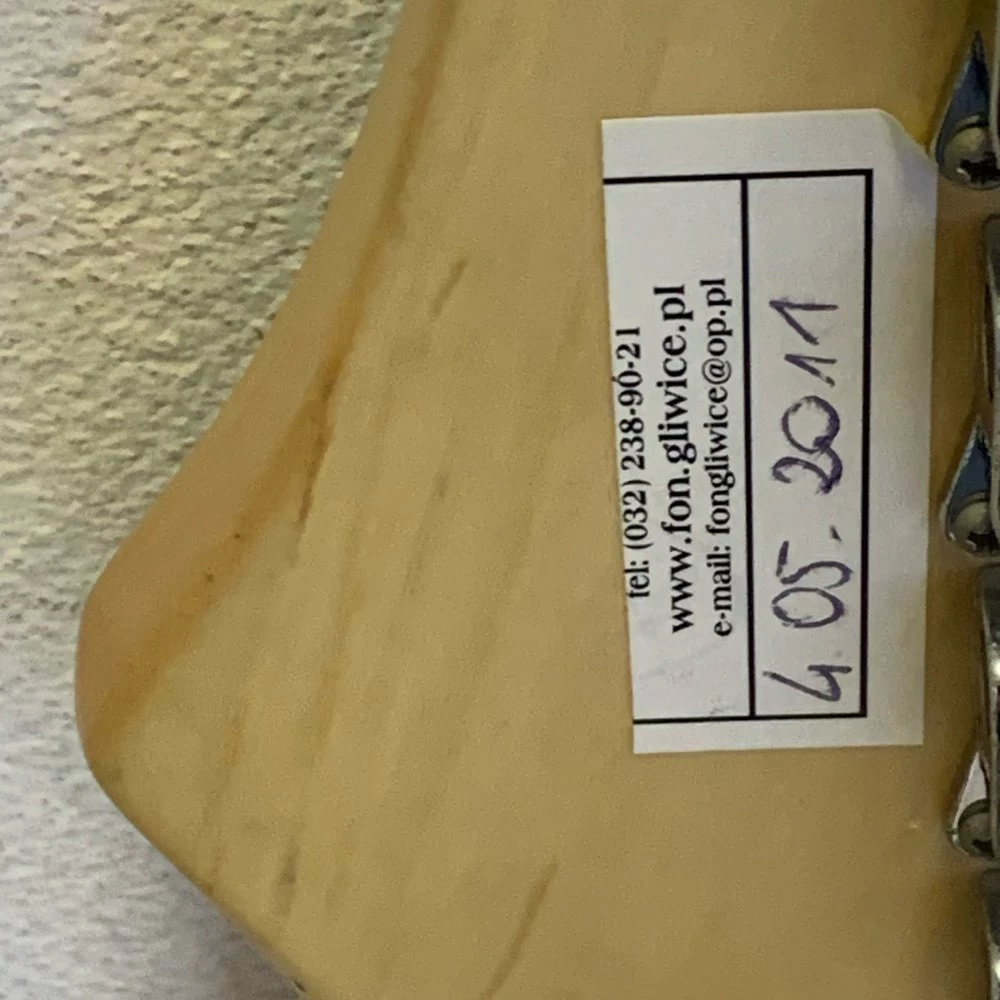 tel: (032) 238-90-21
www.fon.gliwice.pl
e-mail: fongliwice@op.pl
4.05.2011